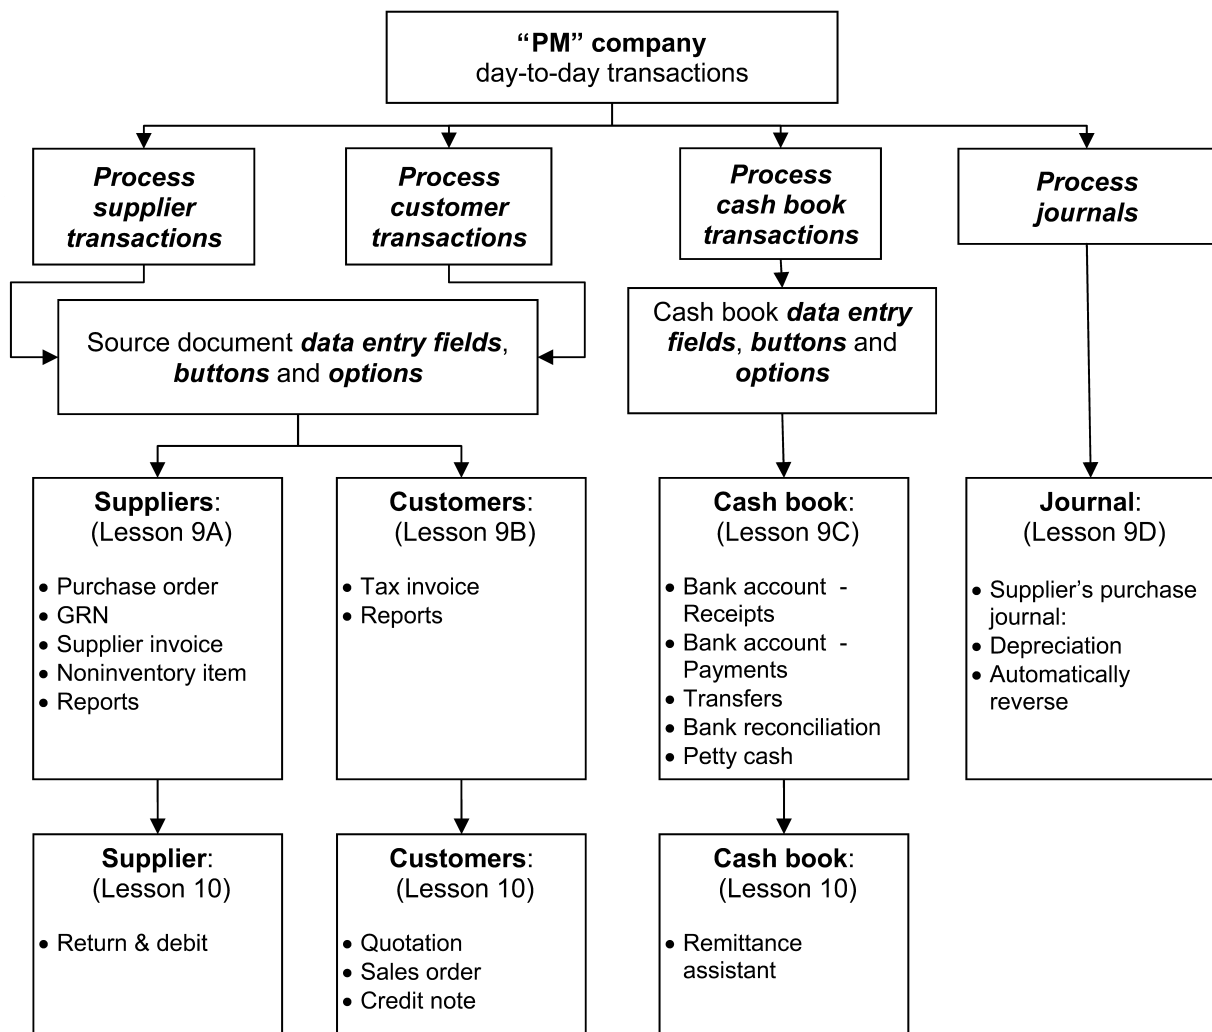 “PM” company
day-to-day transactions
Process
supplier
transactions
Process
customer
transactions
Process
cash book
transactions
Process
journals
Source document data entry fields,
buttons and options
Cash book data entry
fields, buttons and
options
Suppliers:
(Lesson 9A)
• Purchase order
• GRN
• Supplier invoice
• Noninventory item
• Reports
Customers:
(Lesson 9B)
• Tax invoice
• Reports
Cash book:
(Lesson 9C)
• Bank account -
Receipts
• Bank account -
Payments
• Transfers
• Bank reconciliation
• Petty cash
Journal:
(Lesson 9D)
• Supplier’s purchase
journal:
• Depreciation
• Automatically
reverse
Supplier:
(Lesson 10)
• Return & debit
Customers:
(Lesson 10)
• Quotation
• Sales order
• Credit note
Cash book:
(Lesson 10)
• Remittance
assistant